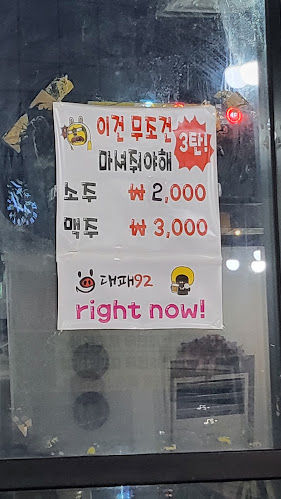 이건 무조건
마셔줘야해
3탄!
소주 ₩ 2,000
맥주 ₩ 3,000
대패92
right now!